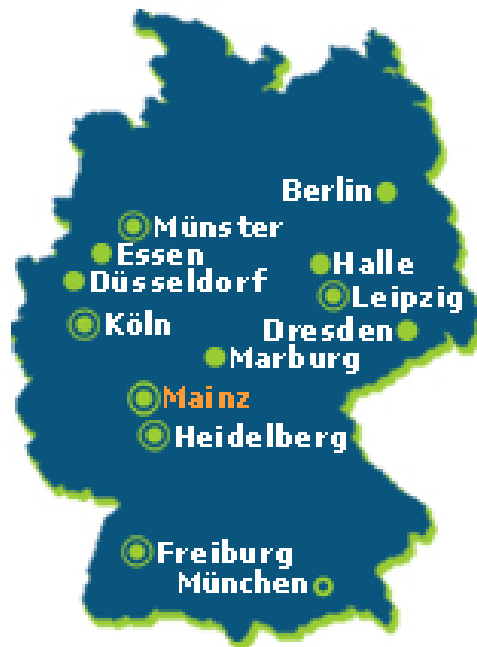 Berlin
Münster
Essen
Halle
Düsseldorf
Leipzig
Köln
Dresden
Marburg
Mainz
Heidelberg
Freiburg
München